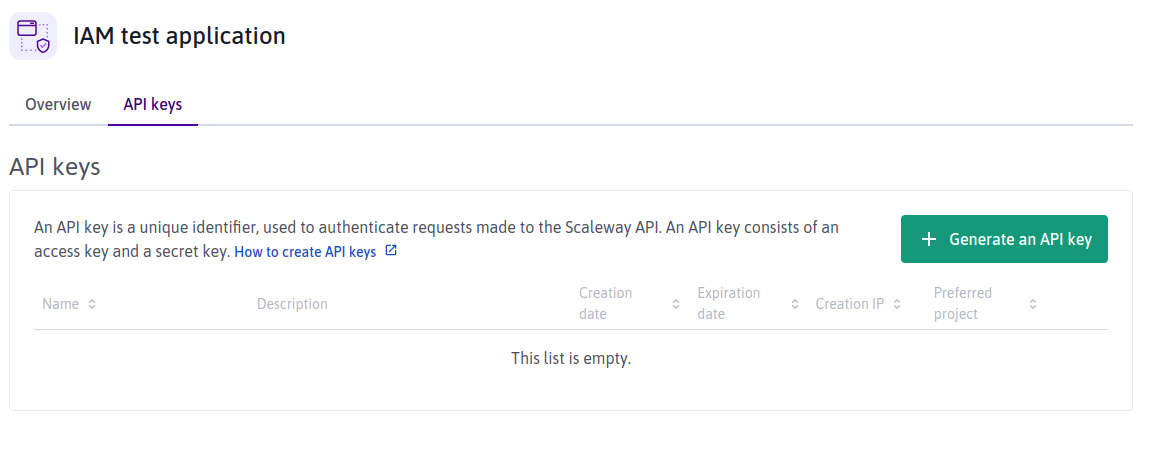 IAM test application
Overview API keys
API keys
An API key is a unique identifier, used to authenticate requests made to the Scaleway API. An API key consists of an
access key and a secret key. How to create API keys
Generate an API key
Name Description Creation date Expiration date Creation IP Preferred project
This list is empty.